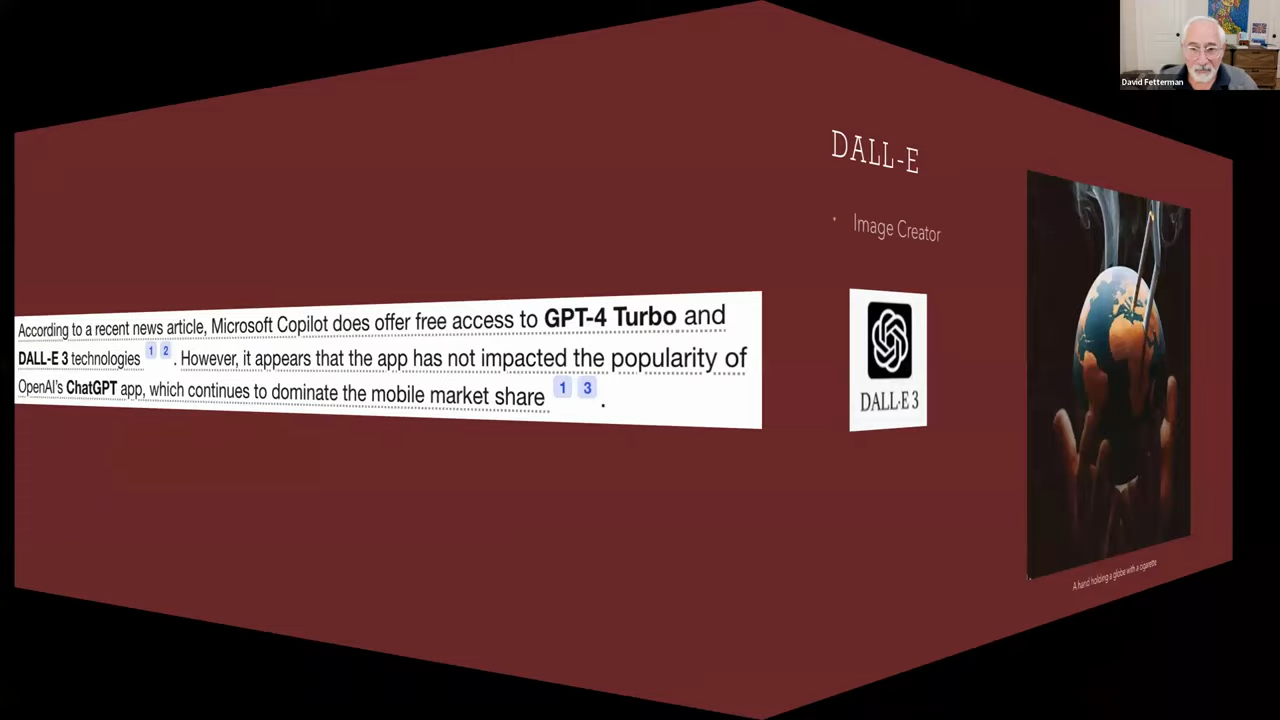 David Fetterman
According to a recent news article, Microsoft Copilot does offer free access to GPT-4 Turbo and
DALL-E 3 technologies 1 2 . However, it appears that the app has not impacted the popularity of
OpenAI's ChatGPT app, which continues to dominate the mobile market share 1 3 .
DALL-E
• Image Creator
DALL·E 3
A hand holding a globe with a cigarette